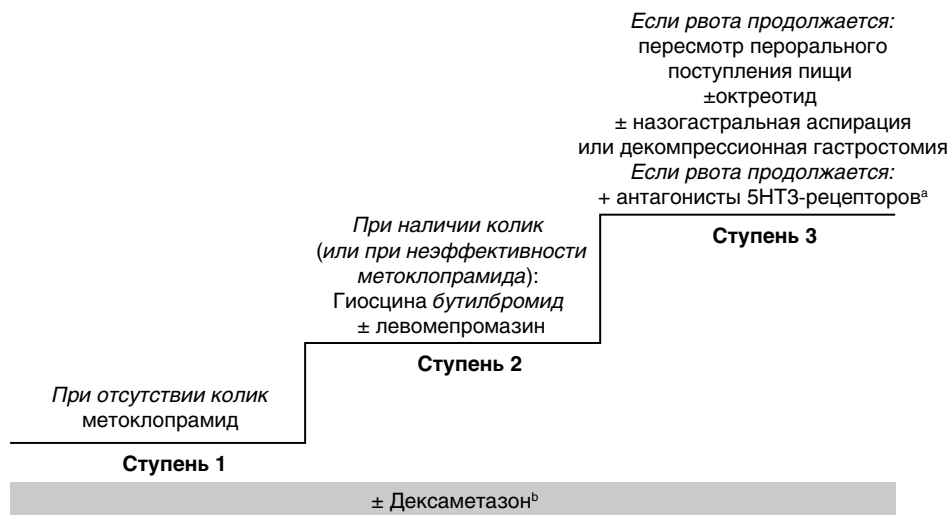 Если рвота продолжается:
пересмотр перорального
поступления пищи
±октреотид
± назогастральная аспирация
или декомпрессионная гастростомия
Если рвота продолжается:
+ антагонисты 5НТ3-рецепторовª
Ступень 3
При наличии колик
(или при неэффективности
метоклопрамида):
Гиосцина бутилбромид
± левомепромазин
Ступень 2
При отсутствии колик
метоклопрамид
Ступень 1
± Дексаметазонᵇ